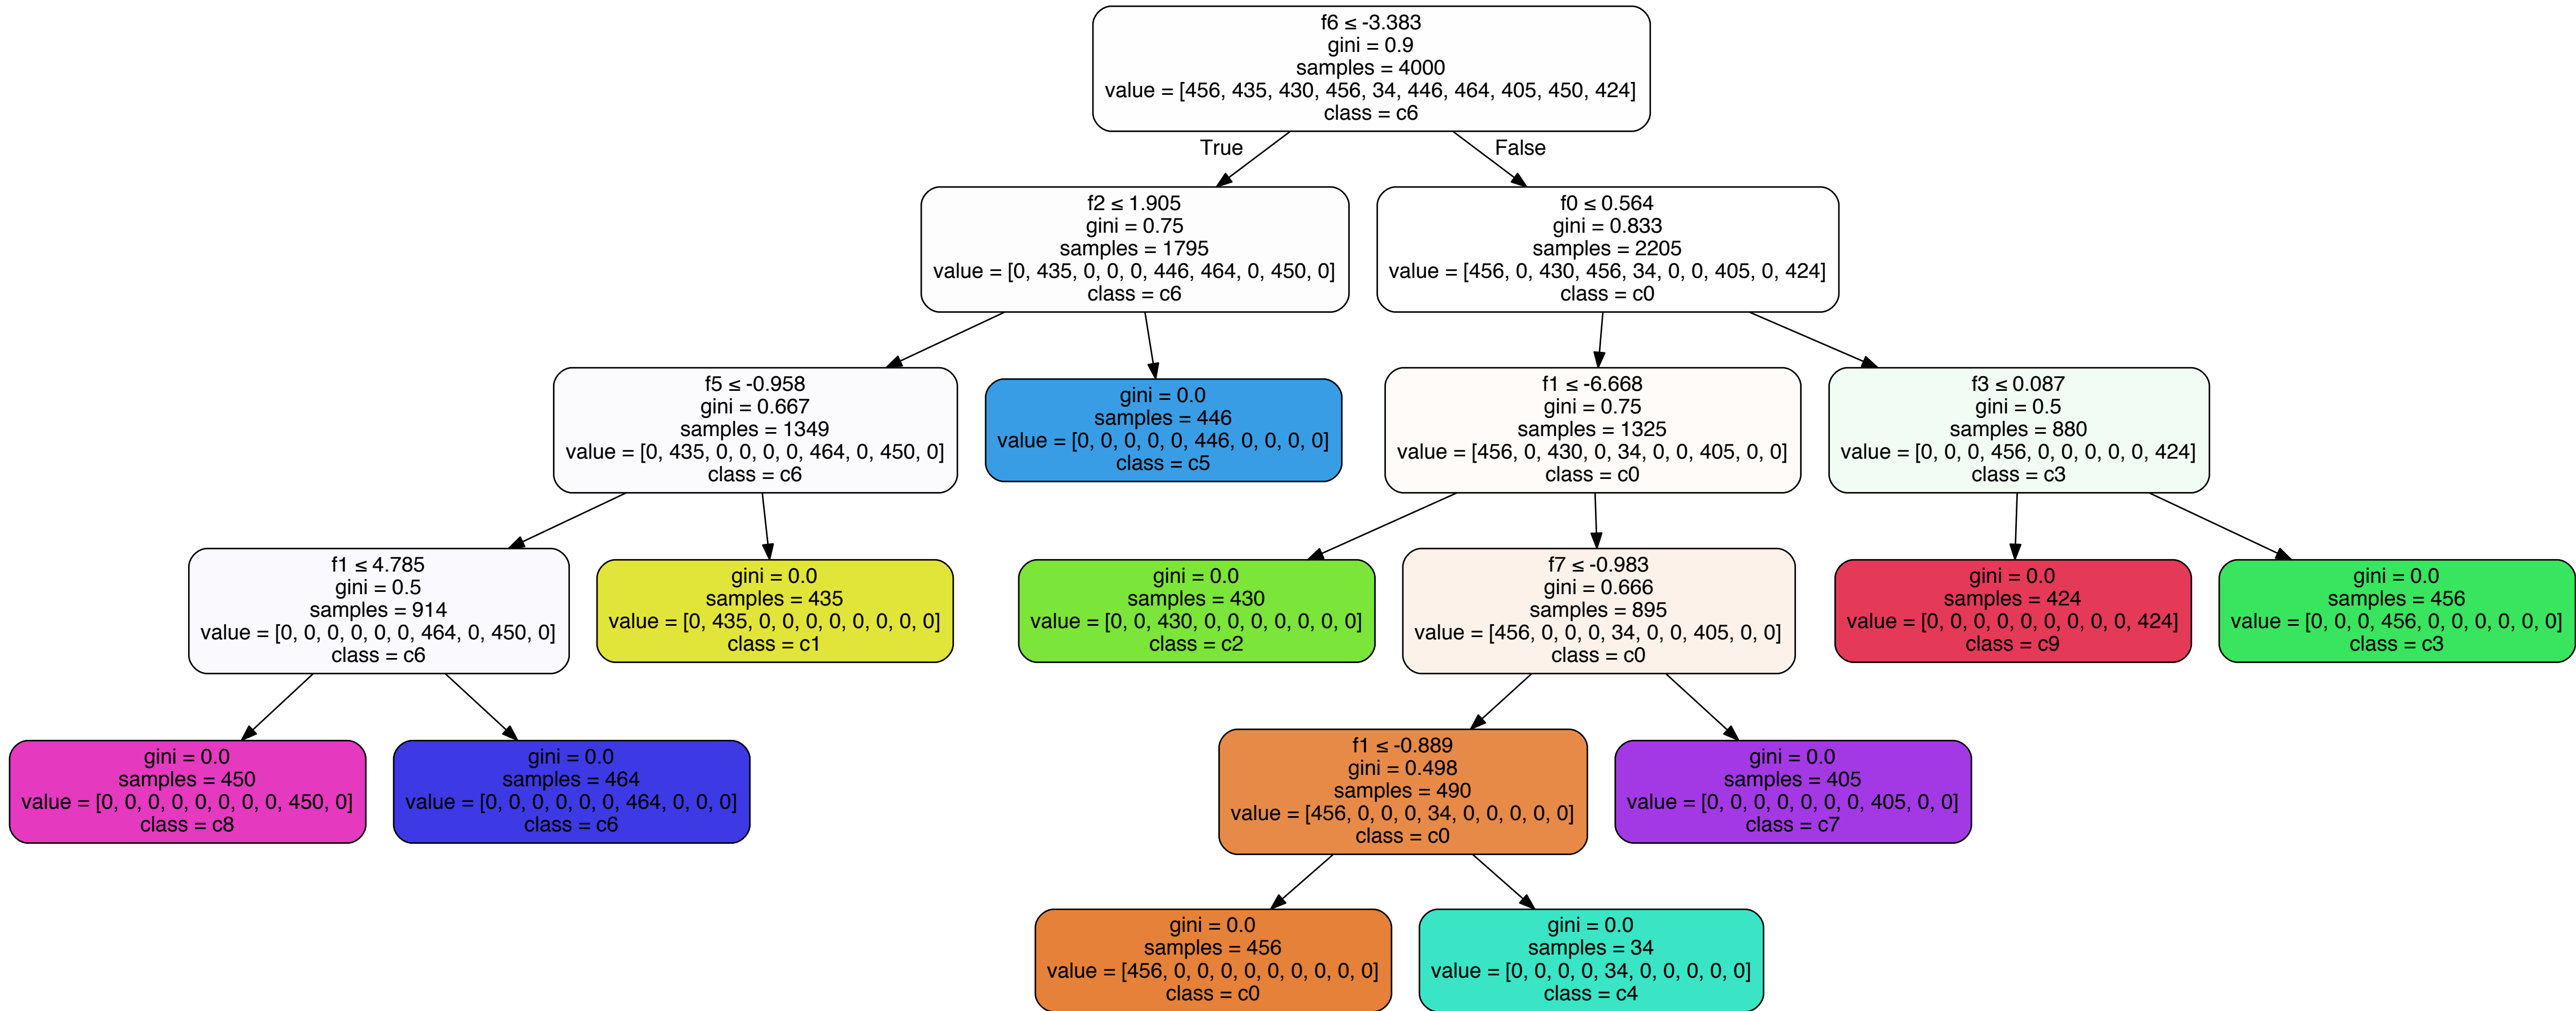 f6 ≤ -3.383
gini = 0.9
samples = 4000
value = [456, 435, 430, 456, 34, 446, 464, 405, 450, 424]
class = c6
True
False
f2 ≤ 1.905
gini = 0.75
samples = 1795
value = [0, 435, 0, 0, 0, 446, 464, 0, 450, 0]
class = c6
f0 ≤ 0.564
gini = 0.833
samples = 2205
value = [456, 0, 430, 456, 34, 0, 0, 405, 0, 424]
class = c0
f5 ≤ -0.958
gini = 0.667
samples = 1349
value = [0, 435, 0, 0, 0, 0, 464, 0, 450, 0]
class = c6
gini = 0.0
samples = 446
value = [0, 0, 0, 0, 0, 446, 0, 0, 0, 0]
class = c5
f1 ≤ -6.668
gini = 0.75
samples = 1325
value = [456, 0, 430, 0, 34, 0, 0, 405, 0, 0]
class = c0
f3 ≤ 0.087
gini = 0.5
samples = 880
value = [0, 0, 0, 456, 0, 0, 0, 0, 0, 424]
class = c3
f1 ≤ 4.785
gini = 0.5
samples = 914
value = [0, 0, 0, 0, 0, 0, 464, 0, 450, 0]
class = c6
gini = 0.0
samples = 435
value = [0, 435, 0, 0, 0, 0, 0, 0, 0, 0]
class = c1
gini = 0.0
samples = 430
value = [0, 0, 430, 0, 0, 0, 0, 0, 0, 0]
class = c2
f7 ≤ -0.983
gini = 0.666
samples = 895
value = [456, 0, 0, 0, 34, 0, 0, 405, 0, 0]
class = c0
gini = 0.0
samples = 424
value = [0, 0, 0, 0, 0, 0, 0, 0, 0, 424]
class = c9
gini = 0.0
samples = 456
value = [0, 0, 0, 456, 0, 0, 0, 0, 0, 0]
class = c3
gini = 0.0
samples = 450
value = [0, 0, 0, 0, 0, 0, 0, 0, 450, 0]
class = c8
gini = 0.0
samples = 464
value = [0, 0, 0, 0, 0, 0, 464, 0, 0, 0]
class = c6
f1 ≤ -0.889
gini = 0.498
samples = 490
value = [456, 0, 0, 0, 34, 0, 0, 0, 0, 0]
class = c0
gini = 0.0
samples = 405
value = [0, 0, 0, 0, 0, 0, 0, 405, 0, 0]
class = c7
gini = 0.0
samples = 456
value = [456, 0, 0, 0, 0, 0, 0, 0, 0, 0]
class = c0
gini = 0.0
samples = 34
value = [0, 0, 0, 0, 34, 0, 0, 0, 0, 0]
class = c4